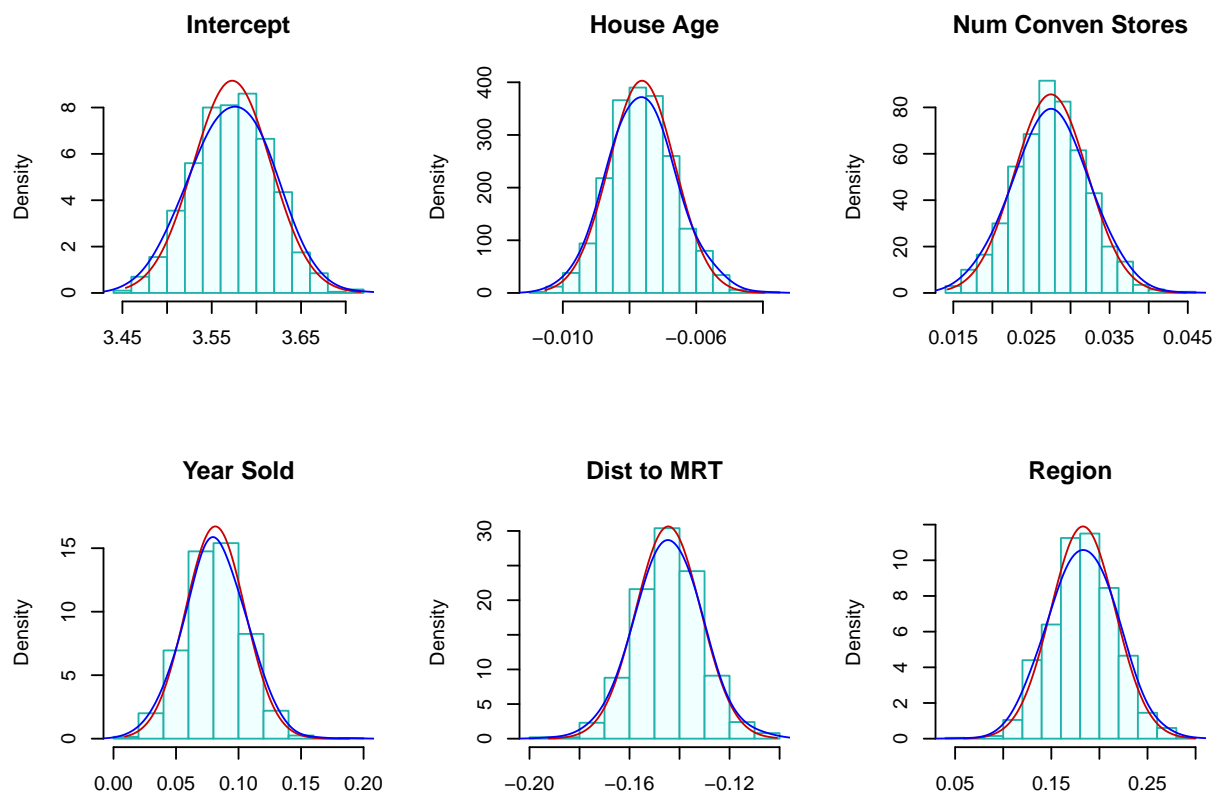 Intercept
House Age
Num Conven Stores
Density
0 2 4 6 8
3.45 3.55 3.65
Density
0 100 200 300 400
−0.010 −0.006
Density
0 20 40 60 80
0.015 0.025 0.035 0.045
Year Sold
Dist to MRT
Region
Density
0 5 10 15
0.00 0.05 0.10 0.15 0.20
Density
0 5 10 20 30
−0.20 −0.16 −0.12
Density
0 2 4 6 8 10
0.05 0.15 0.25